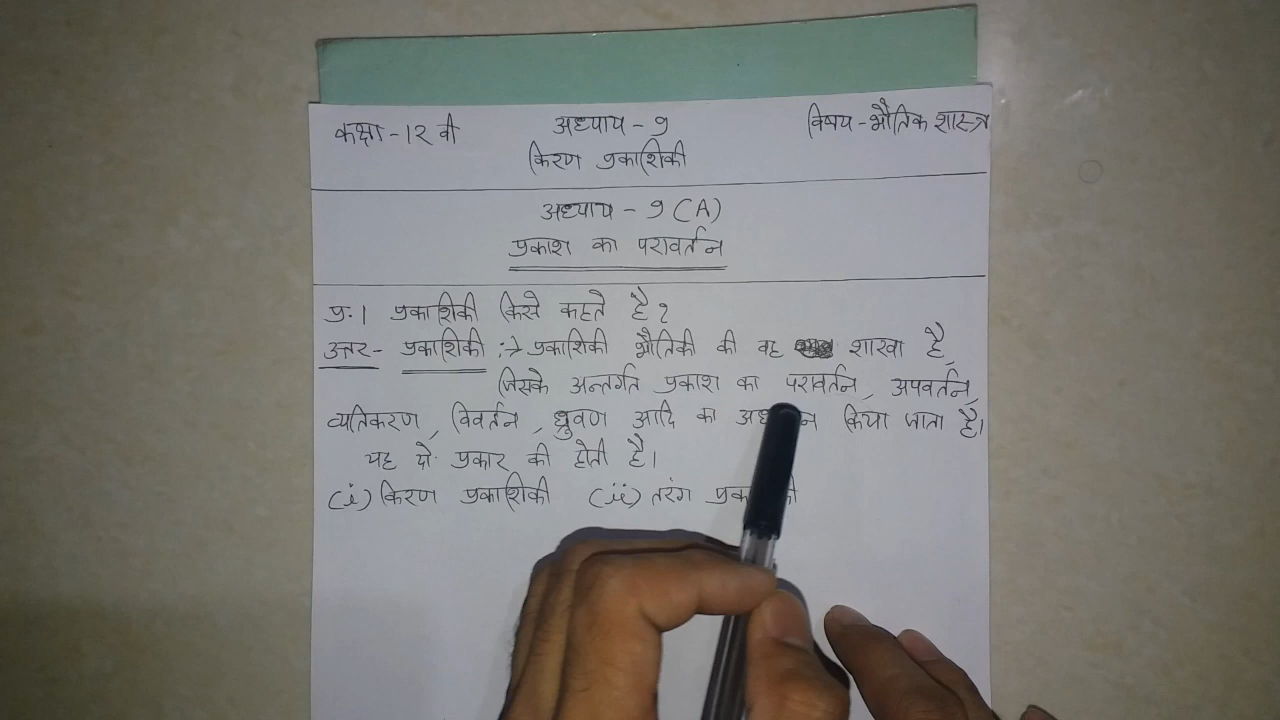 कक्षा -12 वी अध्याय - 9 विषय - भौतिक शास्त्र
किरण प्रकाशिकी
अध्याय - 9 (A)
प्रकाश का परावर्तन
प्र.1 प्रकाशिकी किसे कहते है ?
उत्तर - प्रकाशिकी :→ प्रकाशिकी भौतिकी की वह शाखा है,
जिसके अन्तर्गत प्रकाश का परावर्तन, अपवर्तन,
व्यतिकरण, विवर्तन, ध्रुवण आदि का किया जाता है।
यह दो प्रकार की होती है।
(i) किरण प्रकाशिकी (ii) तरंग